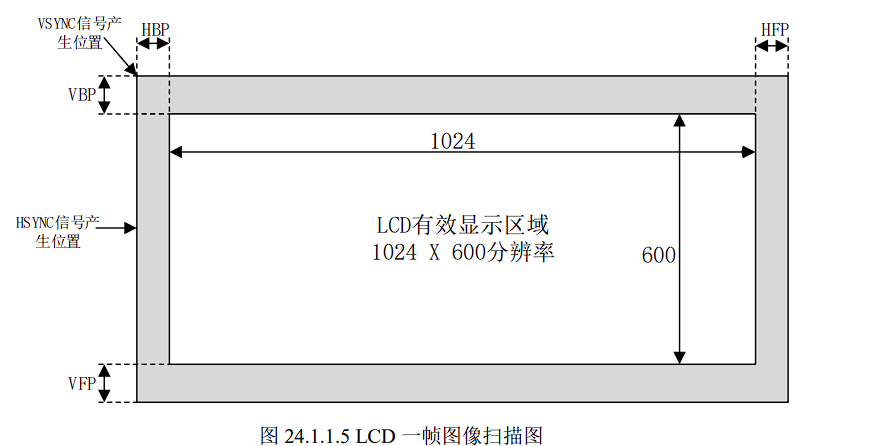 VSYNC信号产
生位置
HBP
HFP
VBP
1024
HSYNC信号产
生位置
LCD有效显示区域
1024 X 600分辨率
600
VFP
图 24.1.1.5 LCD 一帧图像扫描图